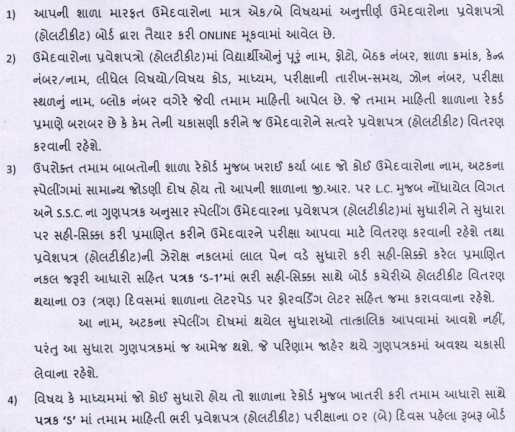 1) આપની શાળા મારફત ઉમેદવારોના માત્ર એક/બે વિષયમાં અનુત્તીર્ણ ઉમેદવારોના પ્રવેશપત્રો
(હોલટીકીટ) બોર્ડ દ્વારા તૈયાર કરી ONLINE મૂકવામાં આવેલ છે.
2) ઉમેદવારોના પ્રવેશપત્રો (હોલટીકીટ)માં વિદ્યાર્થીઓનું પૂરું નામ, ફોટો, બેઠક નંબર, શાળા ક્રમાંક, કેન્દ્ર
નંબર/નામ, લીધેલ વિષયો/વિષય કોડ, માધ્યમ, પરીક્ષાની તારીખ-સમય, ઝોન નંબર, પરીક્ષા
સ્થળનું નામ, બ્લોક નંબર વગેરે જેવી તમામ માહિતી આપેલ છે. જે તમામ માહિતી શાળાના રેકર્ડ
પ્રમાણે બરાબર છે કે કેમ તેની ચકાસણી કરીને જ ઉમેદવારોને સત્વરે પ્રવેશપત્ર (હોલટીકીટ) વિતરણ
કરવાની રહેશે.
3) ઉપરોક્ત તમામ બાબતોની શાળા રેકોર્ડ મુજબ ખરાઈ કર્યા બાદ જો કોઈ ઉમેદવારોના નામ, અટકના
સ્પેલીંગમાં સામાન્ય જોડણી દોષ હોય તો આપની શાળાના જી.આર. પર L.C. મુજબ નોંધાયેલ વિગત
અને S.S.C. ના ગુણપત્રક અનુસાર સ્પેલીંગ ઉમેદવારના પ્રવેશપત્ર (હોલટીકીટ)માં સુધારીને તે સુધારા
પર સહી-સિક્કા કરી પ્રમાણિત કરીને ઉમેદવારને પરીક્ષા આપવા માટે વિતરણ કરવાની રહેશે તથા
પ્રવેશપત્ર (હોલટીકીટ)ની ઝેરોક્ષ નકલમાં લાલ પેન વડે સુધારો કરી સહી-સિક્કો કરેલ પ્રમાણિત
નકલ જરૂરી આધારો સહિત પત્રક ‘S-1’માં ભરી સહી-સિક્કા સાથે બોર્ડ કચેરીએ હોલટીકીટ વિતરણ
થયાના ૦૩ (ત્રણ) દિવસમાં શાળાના લેટરપેડ પર ફોરવર્ડિંગ લેટર સહિત જમા કરાવવાના રહેશે.
આ નામ, અટકના સ્પેલીંગ દોષમાં થયેલ સુધારાઓ તાત્કાલિક આપવામાં આવશે નહીં,
પરંતુ આ સુધારા ગુણપત્રકમાં જ આમેજ થશે. જે પરિણામ જાહેર થયે ગુણપત્રકમાં અવશ્ય ચકાસી
લેવાના રહેશે.
4) વિષય કે માધ્યમમાં જો કોઈ સુધારો હોય તો શાળાના રેકોર્ડ મુજબ ખાતરી કરી તમામ આધારો સાથે
પત્રક ‘S’ માં તમામ માહિતી ભરી પ્રવેશપત્ર (હોલટીકીટ) પરીક્ષાના ૦૨ (બે) દિવસ પહેલા રૂબરૂ બોર્ડ